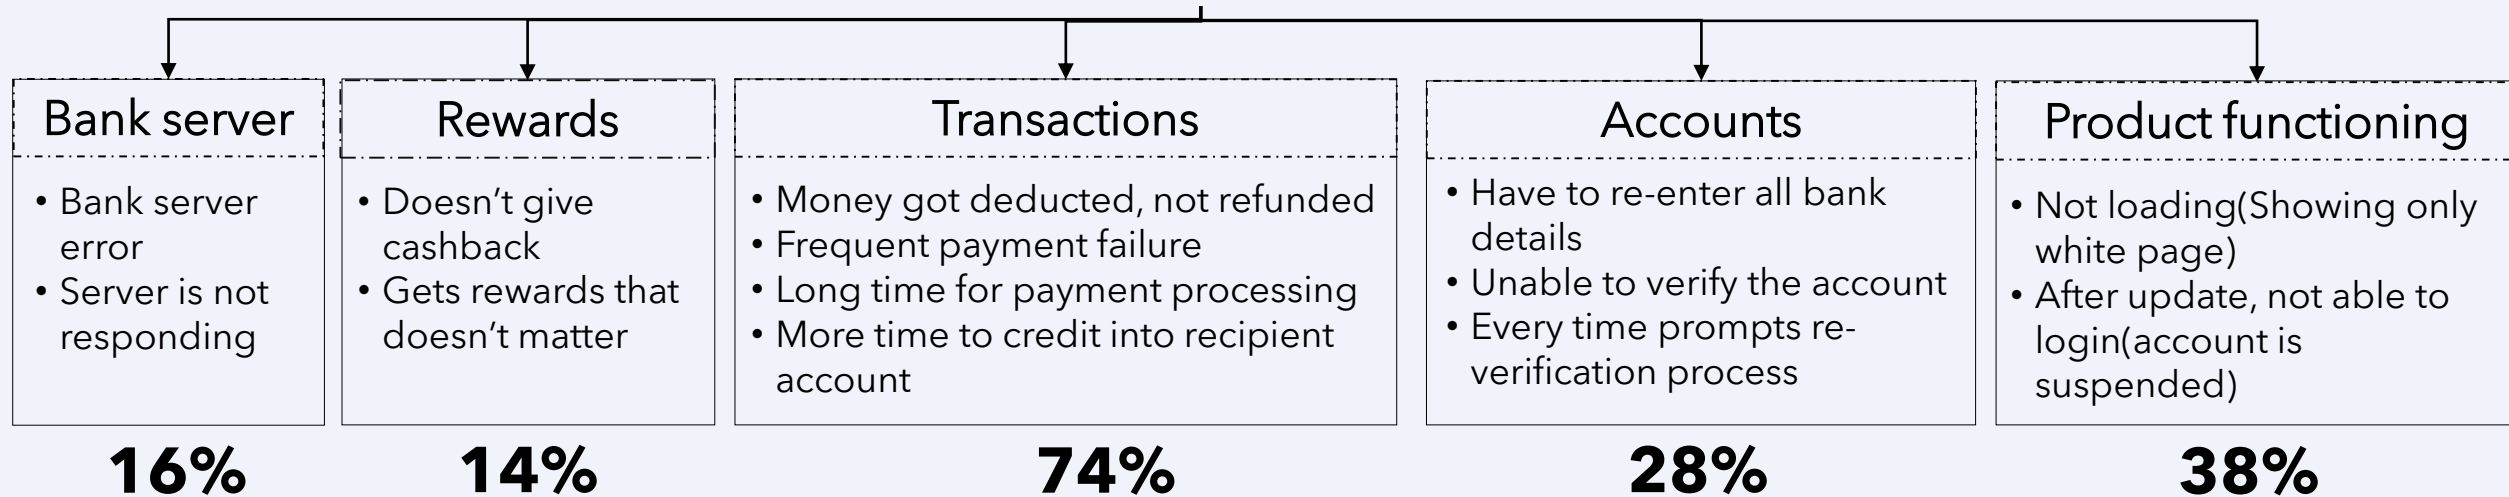 Bank server
• Bank server
error
• Server is not
responding
16%
Rewards
• Doesn’t give
cashback
• Gets rewards that
doesn’t matter
14%
Transactions
• Money got deducted, not refunded
• Frequent payment failure
• Long time for payment processing
• More time to credit into recipient
account
74%
Accounts
• Have to re-enter all bank
details
• Unable to verify the account
• Every time prompts re-
verification process
28%
Product functioning
• Not loading(Showing only
white page)
• After update, not able to
login(account is
suspended)
38%